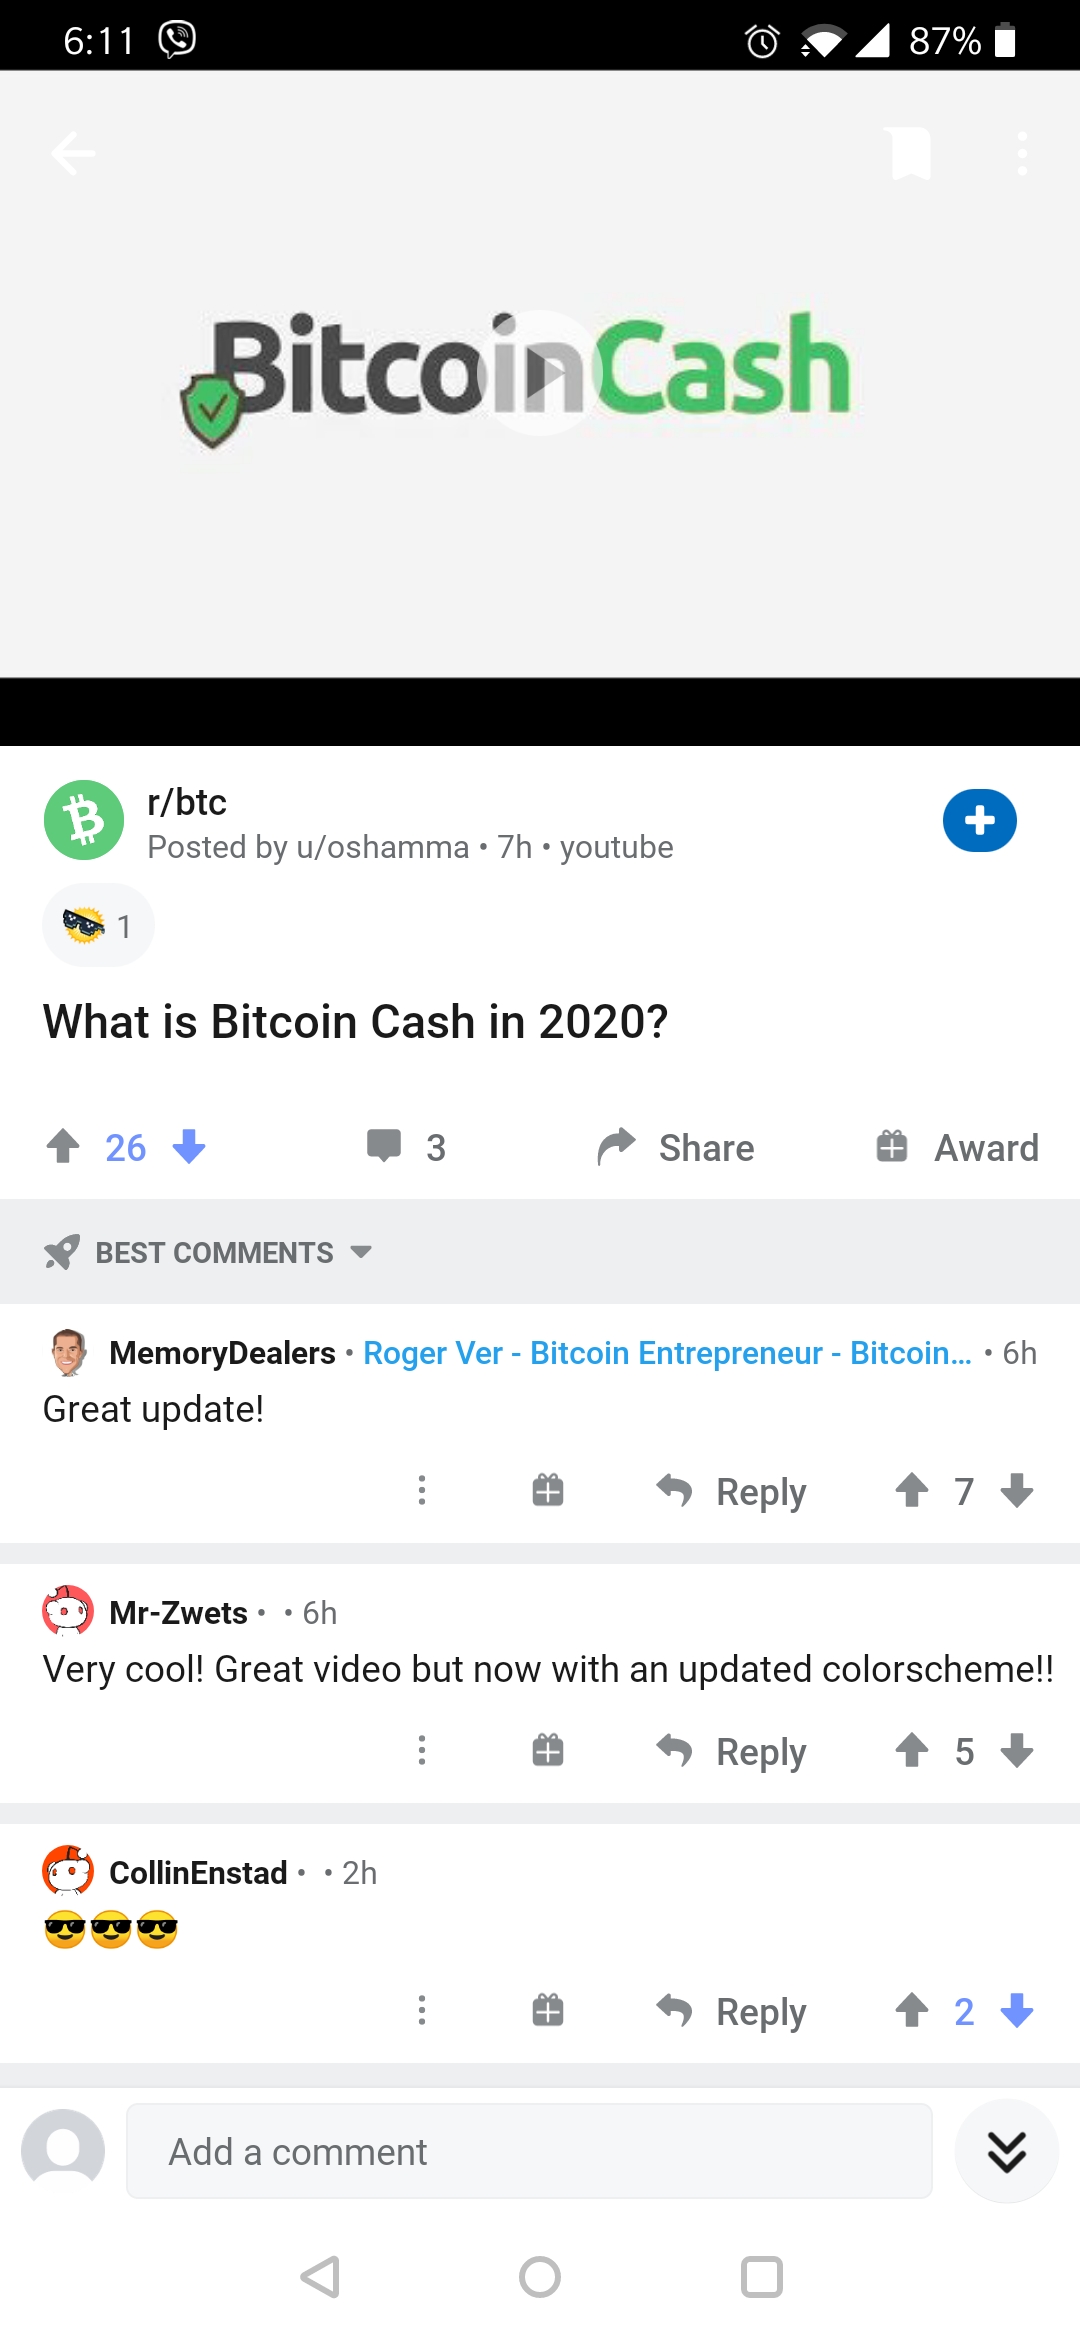 6:11 87%
BitcoinCash
r/btc
Posted by u/oshamma • 7h • youtube
1
What is Bitcoin Cash in 2020?
26 3 Share Award
BEST COMMENTS
MemoryDealers • Roger Ver - Bitcoin Entrepreneur - Bitcoin... • 6h
Great update!
Reply 7
Mr-Zwets • • 6h
Very cool! Great video but now with an updated colorscheme!!
Reply 5
CollinEnstad • • 2h
😎😎😎
Reply 2
Add a comment